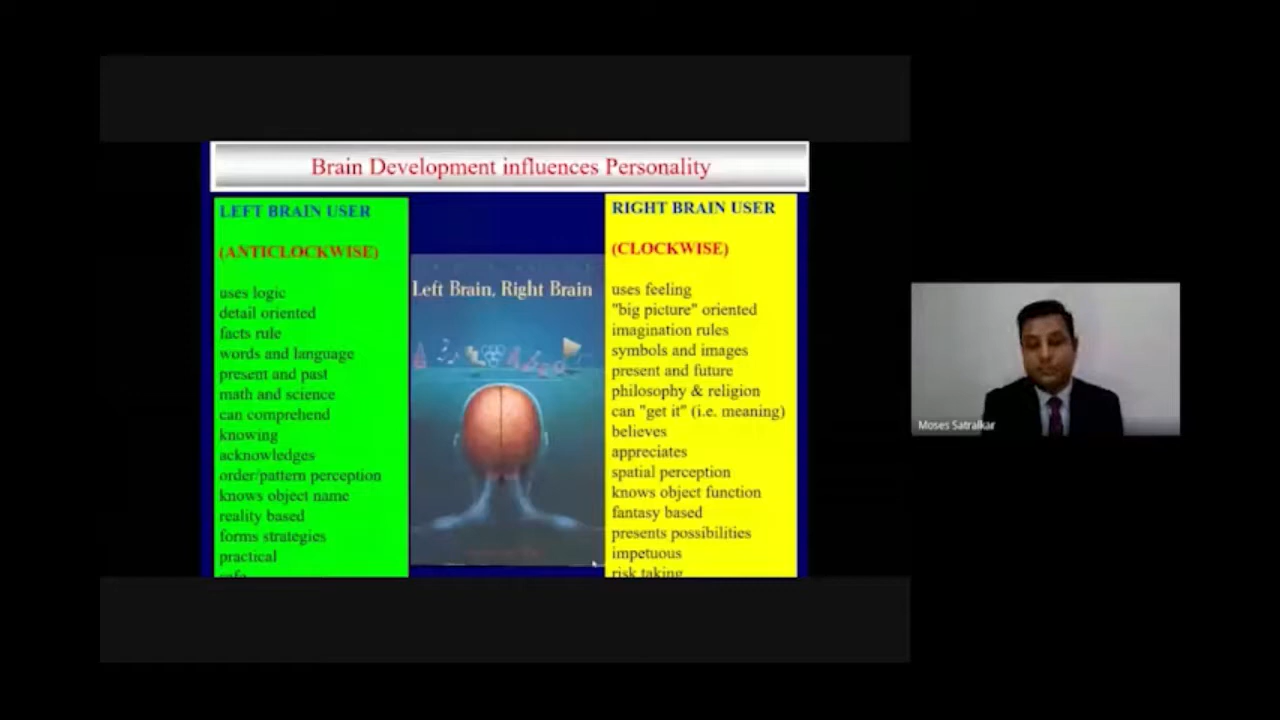 Brain Development influences Personality
LEFT BRAIN USER
(ANTICLOCKWISE)
uses logic
detail oriented
facts rule
words and language
present and past
math and science
can comprehend
knowing
acknowledges
order/pattern perception
knows object name
reality based
forms strategies
practical
safe
Left Brain, Right Brain
RIGHT BRAIN USER
(CLOCKWISE)
uses feeling
"big picture" oriented
imagination rules
symbols and images
present and future
philosophy & religion
can "get it" (i.e. meaning)
believes
appreciates
spatial perception
knows object function
fantasy based
presents possibilities
impetuous
risk taking
Moses Satralkar